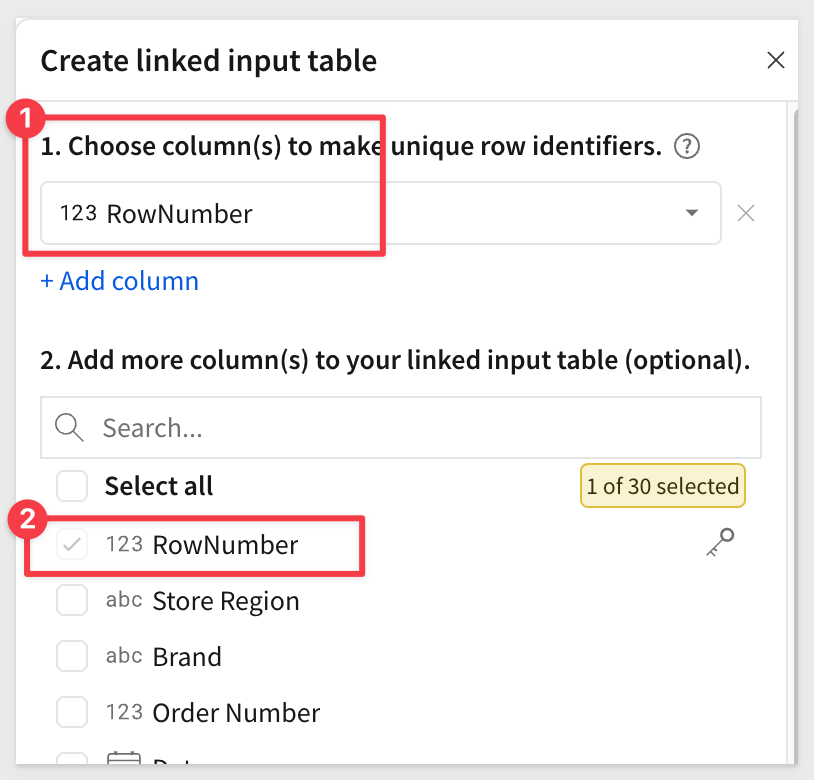 Create linked input table
1
1. Choose column(s) to make unique row identifiers. ?
123 RowNumber
+ Add column
2. Add more column(s) to your linked input table (optional).
Search...
Select all 1 of 30 selected
2
123 RowNumber
abc Store Region
abc Brand
123 Order Number